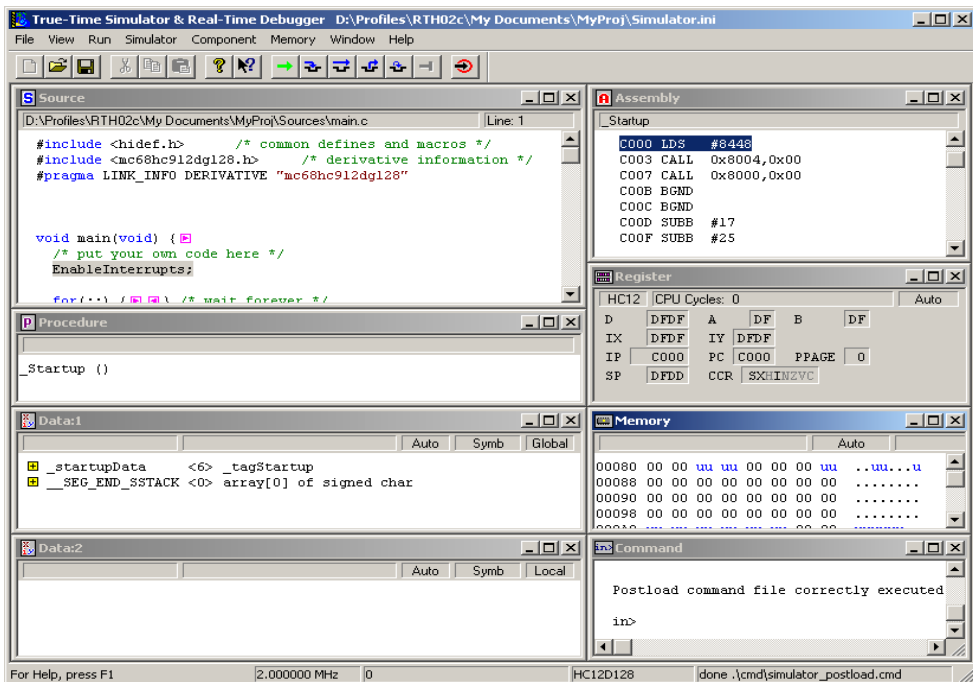 True-Time Simulator & Real-Time Debugger D:\Profiles\RTH02c\My Documents\MyProj\Simulator.ini
File View Run Simulator Component Memory Window Help
Source
D:\Profiles\RTH02c\My Documents\MyProj\Sources\main.c Line: 1
#include <hidef.h> /* common defines and macros */
#include <mc68hc912dg128.h> /* derivative information */
#pragma LINK_INFO DERIVATIVE "mc68hc912dg128"
void main(void) {
/* put your own code here */
EnableInterrupts;
for(;;) { } /* wait forever */
Procedure
_Startup ()
Data:1
Auto Symb Global
_startupData <6> _tagStartup
__SEG_END_SSTACK <0> array[0] of signed char
Data:2
Auto Symb Local
Assembly
_Startup
C000 LDS #8448
C003 CALL 0x8004,0x00
C007 CALL 0x8000,0x00
C00B BGND
C00C BGND
C00D SUBB #17
C00F SUBB #25
Register
HC12 CPU Cycles: 0 Auto
D DFDF A DF B DF
IX DFDF IY DFDF
IP C000 PC C000 PPAGE 0
SP DFDD CCR SXHINZVC
Memory
Auto
00080 00 00 uu uu 00 00 00 uu ..uu...u
00088 00 00 00 00 00 00 00 00 ........
00090 00 00 00 00 00 00 00 00 ........
00098 00 00 00 00 00 00 00 00 ........
Command
Postload command file correctly executed
in>
For Help, press F1 2.000000 MHz 0 HC12D128 done .\cmd\simulator_postload.cmd